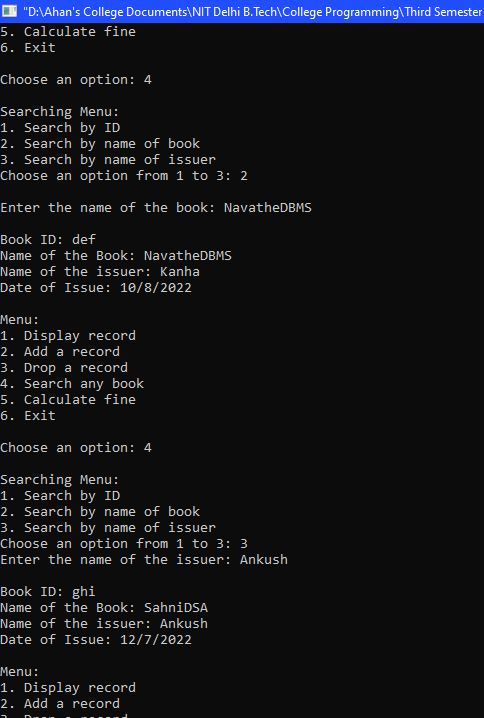 "D:\Ahan's College Documents\NIT Delhi B.Tech\College Programming\Third Semester
5. Calculate fine
6. Exit
Choose an option: 4
Searching Menu:
1. Search by ID
2. Search by name of book
3. Search by name of issuer
Choose an option from 1 to 3: 2
Enter the name of the book: NavatheDBMS
Book ID: def
Name of the Book: NavatheDBMS
Name of the issuer: Kanha
Date of Issue: 10/8/2022
Menu:
1. Display record
2. Add a record
3. Drop a record
4. Search any book
5. Calculate fine
6. Exit
Choose an option: 4
Searching Menu:
1. Search by ID
2. Search by name of book
3. Search by name of issuer
Choose an option from 1 to 3: 3
Enter the name of the issuer: Ankush
Book ID: ghi
Name of the Book: SahniDSA
Name of the issuer: Ankush
Date of Issue: 12/7/2022
Menu:
1. Display record
2. Add a record
3. Drop a record